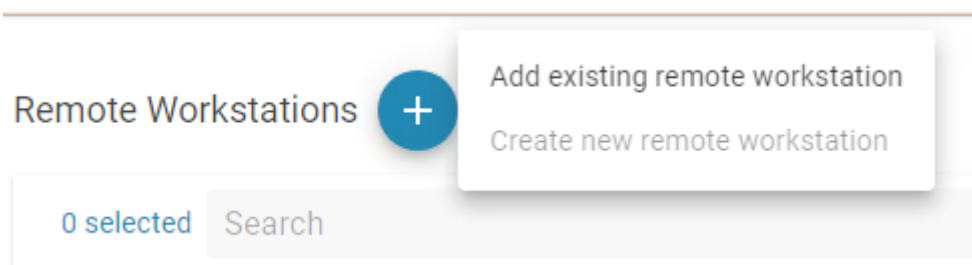 Add existing remote workstation
Remote Workstations +
Create new remote workstation
0 selected Search